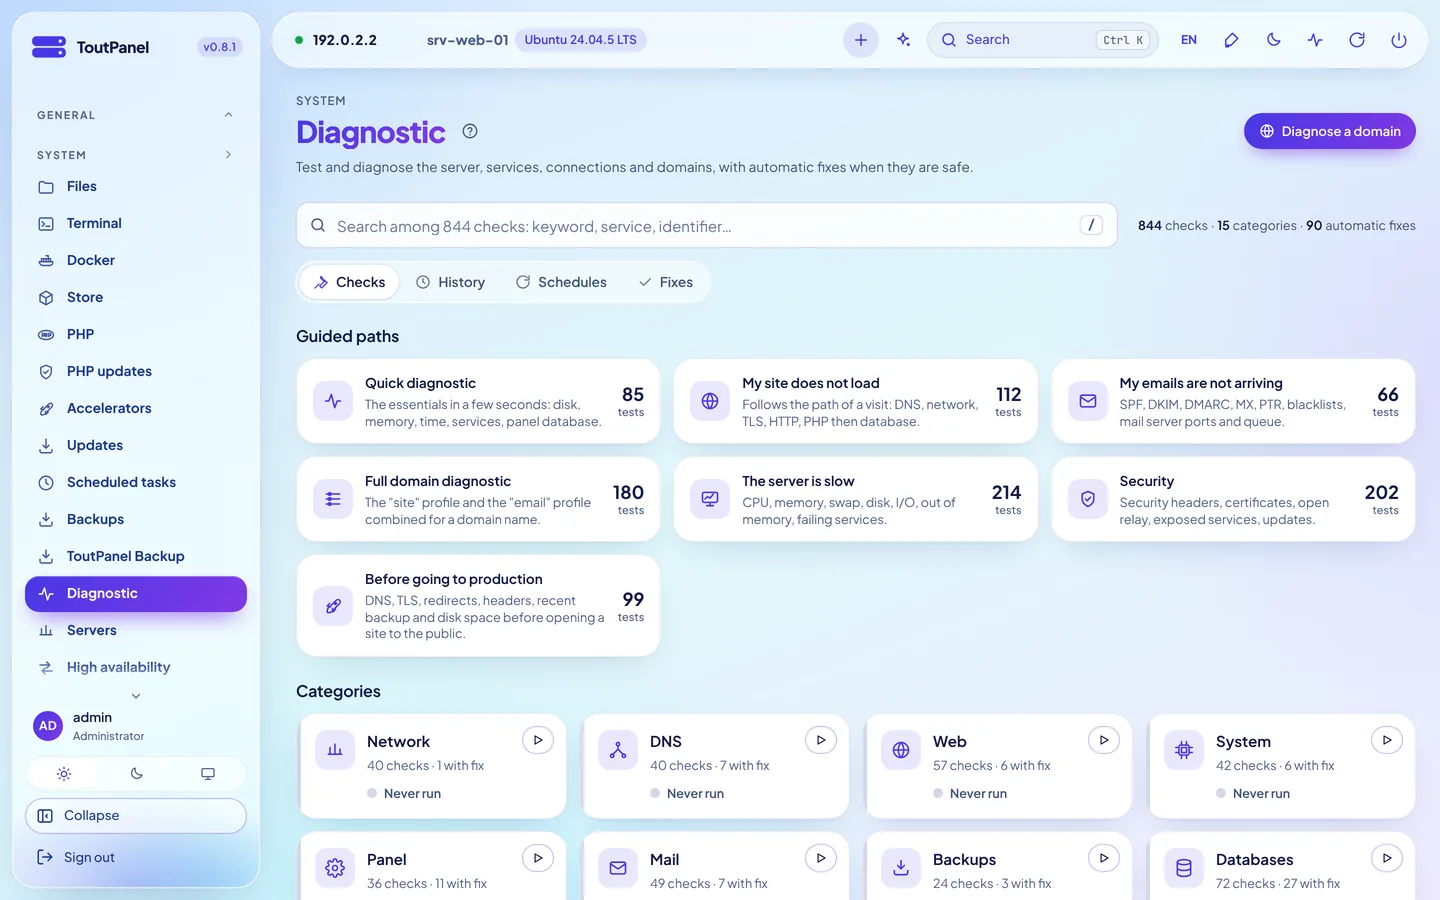 ToutPanel
v0.8.1
GENERAL
SYSTEM
Files
Terminal
Docker
Store
PHP
PHP updates
Accelerators
Updates
Scheduled tasks
Backups
ToutPanel Backup
Diagnostic
Servers
High availability
AD
admin
Administrator
Collapse
Sign out
192.0.2.2
srv-web-01
Ubuntu 24.04.5 LTS
Search
Ctrl K
EN
SYSTEM
Diagnostic
Test and diagnose the server, services, connections and domains, with automatic fixes when they are safe.
Diagnose a domain
Search among 844 checks: keyword, service, identifier...
/
844 checks · 15 categories · 90 automatic fixes
Checks
History
Schedules
Fixes
Guided paths
Quick diagnostic
The essentials in a few seconds: disk,
memory, time, services, panel database.
85
tests
My site does not load
Follows the path of a visit: DNS, network,
TLS, HTTP, PHP then database.
112
tests
My emails are not arriving
SPF, DKIM, DMARC, MX, PTR, blacklists,
mail server ports and queue.
66
tests
Full domain diagnostic
The "site" profile and the "email" profile
combined for a domain name.
180
tests
The server is slow
CPU, memory, swap, disk, I/O, out of
memory, failing services.
214
tests
Security
Security headers, certificates, open
relay, exposed services, updates.
202
tests
Before going to production
DNS, TLS, redirects, headers, recent
backup and disk space before opening a
site to the public.
99
tests
Categories
Network
40 checks · 1 with fix
Never run
DNS
40 checks · 7 with fix
Never run
Web
57 checks · 6 with fix
Never run
System
42 checks · 6 with fix
Never run
Panel
36 checks · 11 with fix
Mail
49 checks · 7 with fix
Backups
24 checks · 3 with fix
Databases
72 checks · 27 with fix